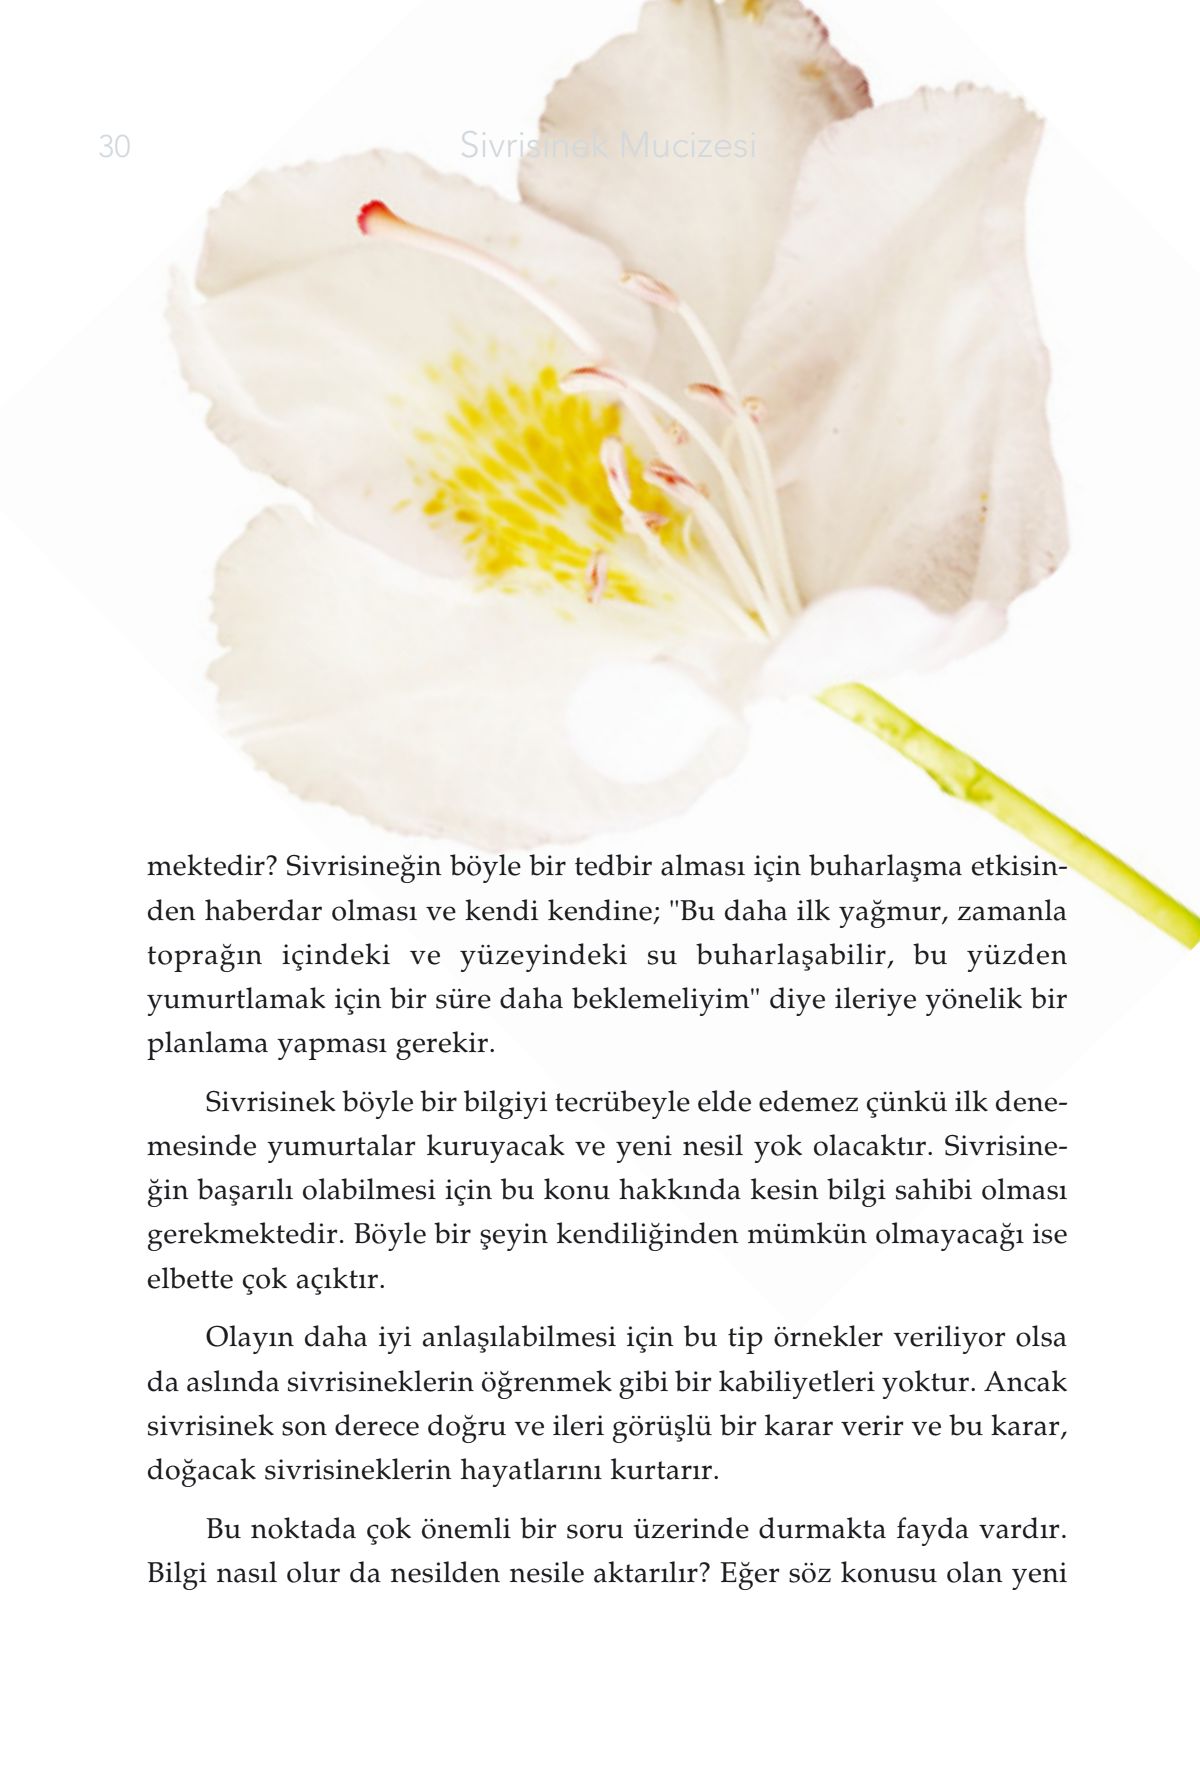 30
Sivrisinek Mucizesi
mektedir? Sivrisineğin böyle bir tedbir alması için buharlaşma etkisin-
den haberdar olması ve kendi kendine; "Bu daha ilk yağmur, zamanla
toprağın içindeki ve yüzeyindeki su buharlaşabilir, bu yüzden
yumurtlamak için bir süre daha beklemeliyim" diye ileriye yönelik bir
planlama yapması gerekir.
Sivrisinek böyle bir bilgiyi tecrübeyle elde edemez çünkü ilk dene-
mesinde yumurtalar kuruyacak ve yeni nesil yok olacaktır. Sivrisine-
ğin başarılı olabilmesi için bu konu hakkında kesin bilgi sahibi olması
gerekmektedir. Böyle bir şeyin kendiliğinden mümkün olmayacağı ise
elbette çok açıktır.
Olayın daha iyi anlaşılabilmesi için bu tip örnekler veriliyor olsa
da aslında sivrisineklerin öğrenmek gibi bir kabiliyetleri yoktur. Ancak
sivrisinek son derece doğru ve ileri görüşlü bir karar verir ve bu karar,
doğacak sivrisineklerin hayatlarını kurtarır.
Bu noktada çok önemli bir soru üzerinde durmakta fayda vardır.
Bilgi nasıl olur da nesilden nesile aktarılır? Eğer söz konusu olan yeni